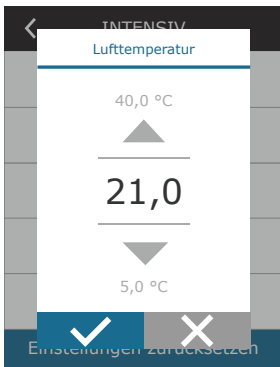 INTENSIV
Lufttemperatur
40,0 °C
21,0
5,0 °C
Einstellungen zurücksetzen